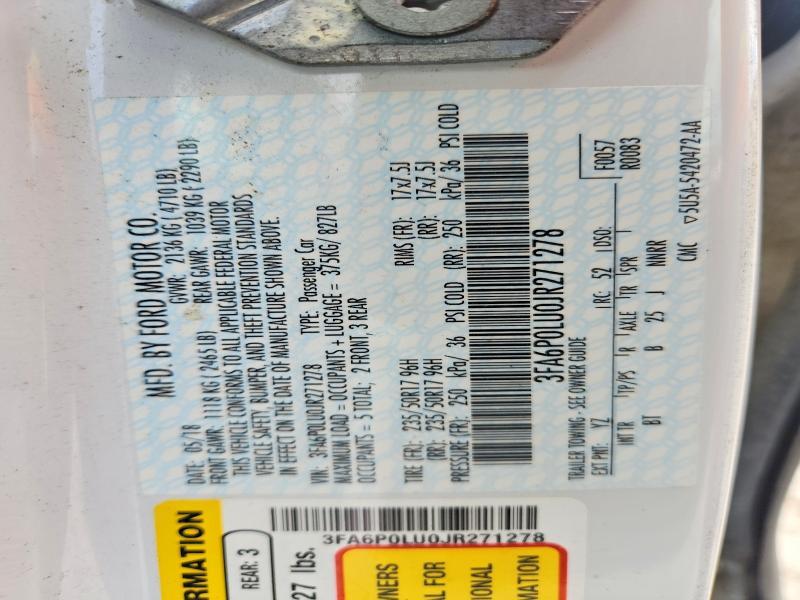 MFD. BY FORD MOTOR CO.
DATE: 05/18 GVWR: 2136 KG ( 4710 LB)
FRONT GAWR: 1118 KG ( 2465 LB) REAR GAWR: 1039 KG ( 2290 LB)
THIS VEHICLE CONFORMS TO ALL APPLICABLE FEDERAL MOTOR
VEHICLE SAFETY, BUMPER, AND THEFT PREVENTION STANDARDS
IN EFFECT ON THE DATE OF MANUFACTURE SHOWN ABOVE.
VIN: 3FA6P0LU0JR271278 TYPE: Passenger Car
MAXIMUM LOAD = OCCUPANTS + LUGGAGE = 375KG/ 827LB
OCCUPANTS = 5 TOTAL; 2 FRONT, 3 REAR
TIRE (FR): 235/50R17 96H RIMS (FR): 17x7.5J
(RR): 235/50R17 96H (RR): 17x7.5J
PRESSURE (FR): 250 kPa/ 36 PSI COLD (RR): 250 kPa/ 36 PSI COLD
3FA6P0LU0JR271278
TRAILER TOWING - SEE OWNER GUIDE F0057
EXT PNT: YZ RC: 52 DSO: R0083
INT TR TP/PS R AXLE TR SPR
BT B 25 J NNRR
CMC ▽5U5A-5420472-AA
RMATION
REAR: 3
27 lbs.
3FA6P0LU0JR271278
WNERS
AL FOR
IONAL
MATION